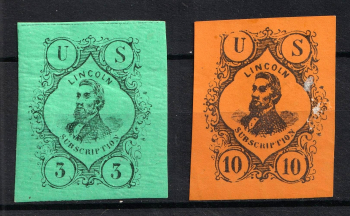 U S
LINCOLN
SUBSCRIPTION
3 3
U S
LINCOLN
SUBSCRIPTION
10 10